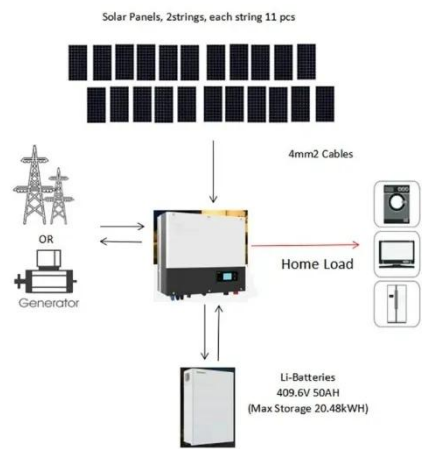 Solar Panels, 2strings, each string 11 pcs
4mm2 Cables
OR
Generator
Home Load
Li-Batteries
409.6V 50AH
(Max Storage 20.48kWH)